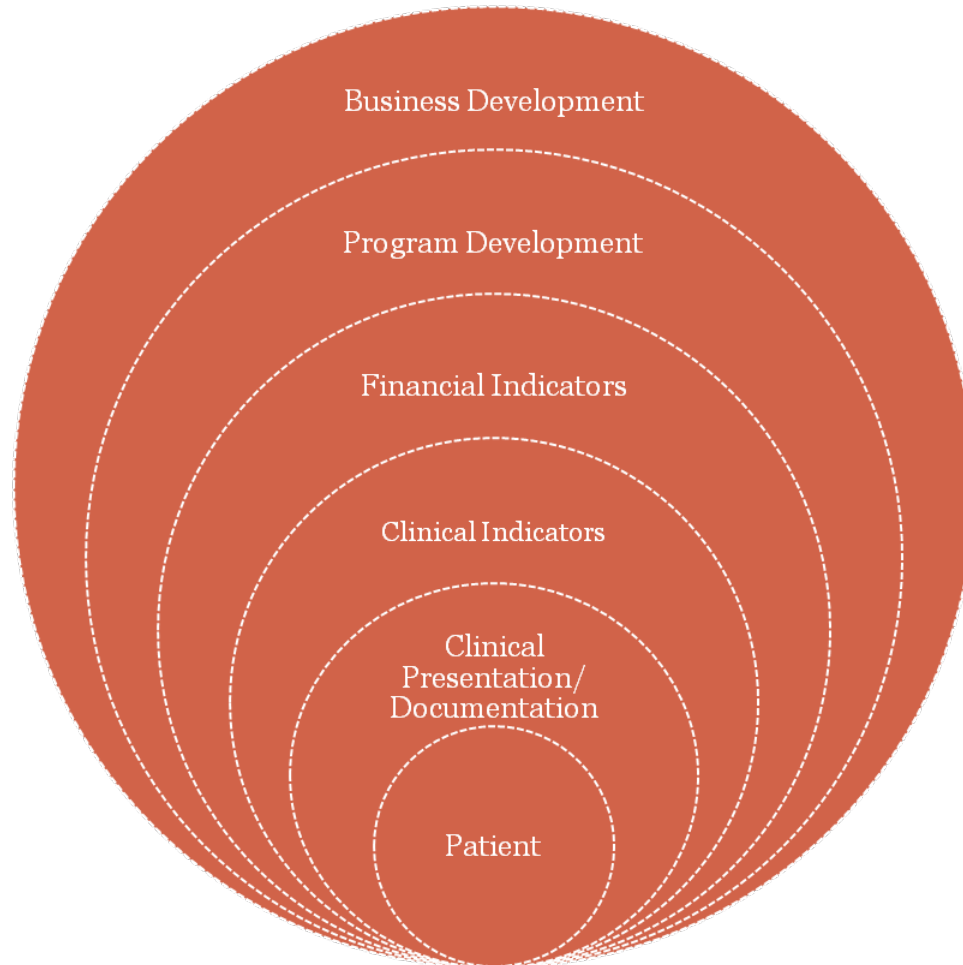 Business Development
Program Development
Financial Indicators
Clinical Indicators
Clinical
Presentation/
Documentation
Patient